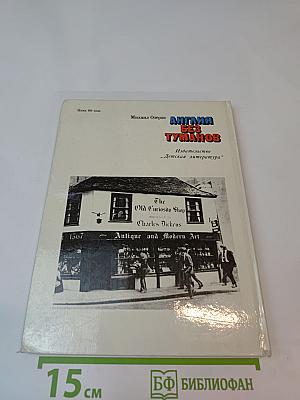 Михаил Озеров
АНГЛИЯ
БЕЗ
ТУМАНОВ
Издательство
„Детская литература"
The
Old Curiosity Shop
Charles Dickens
1567
Antique and Modern Art
15 см
БФ
БИБЛИОФАН